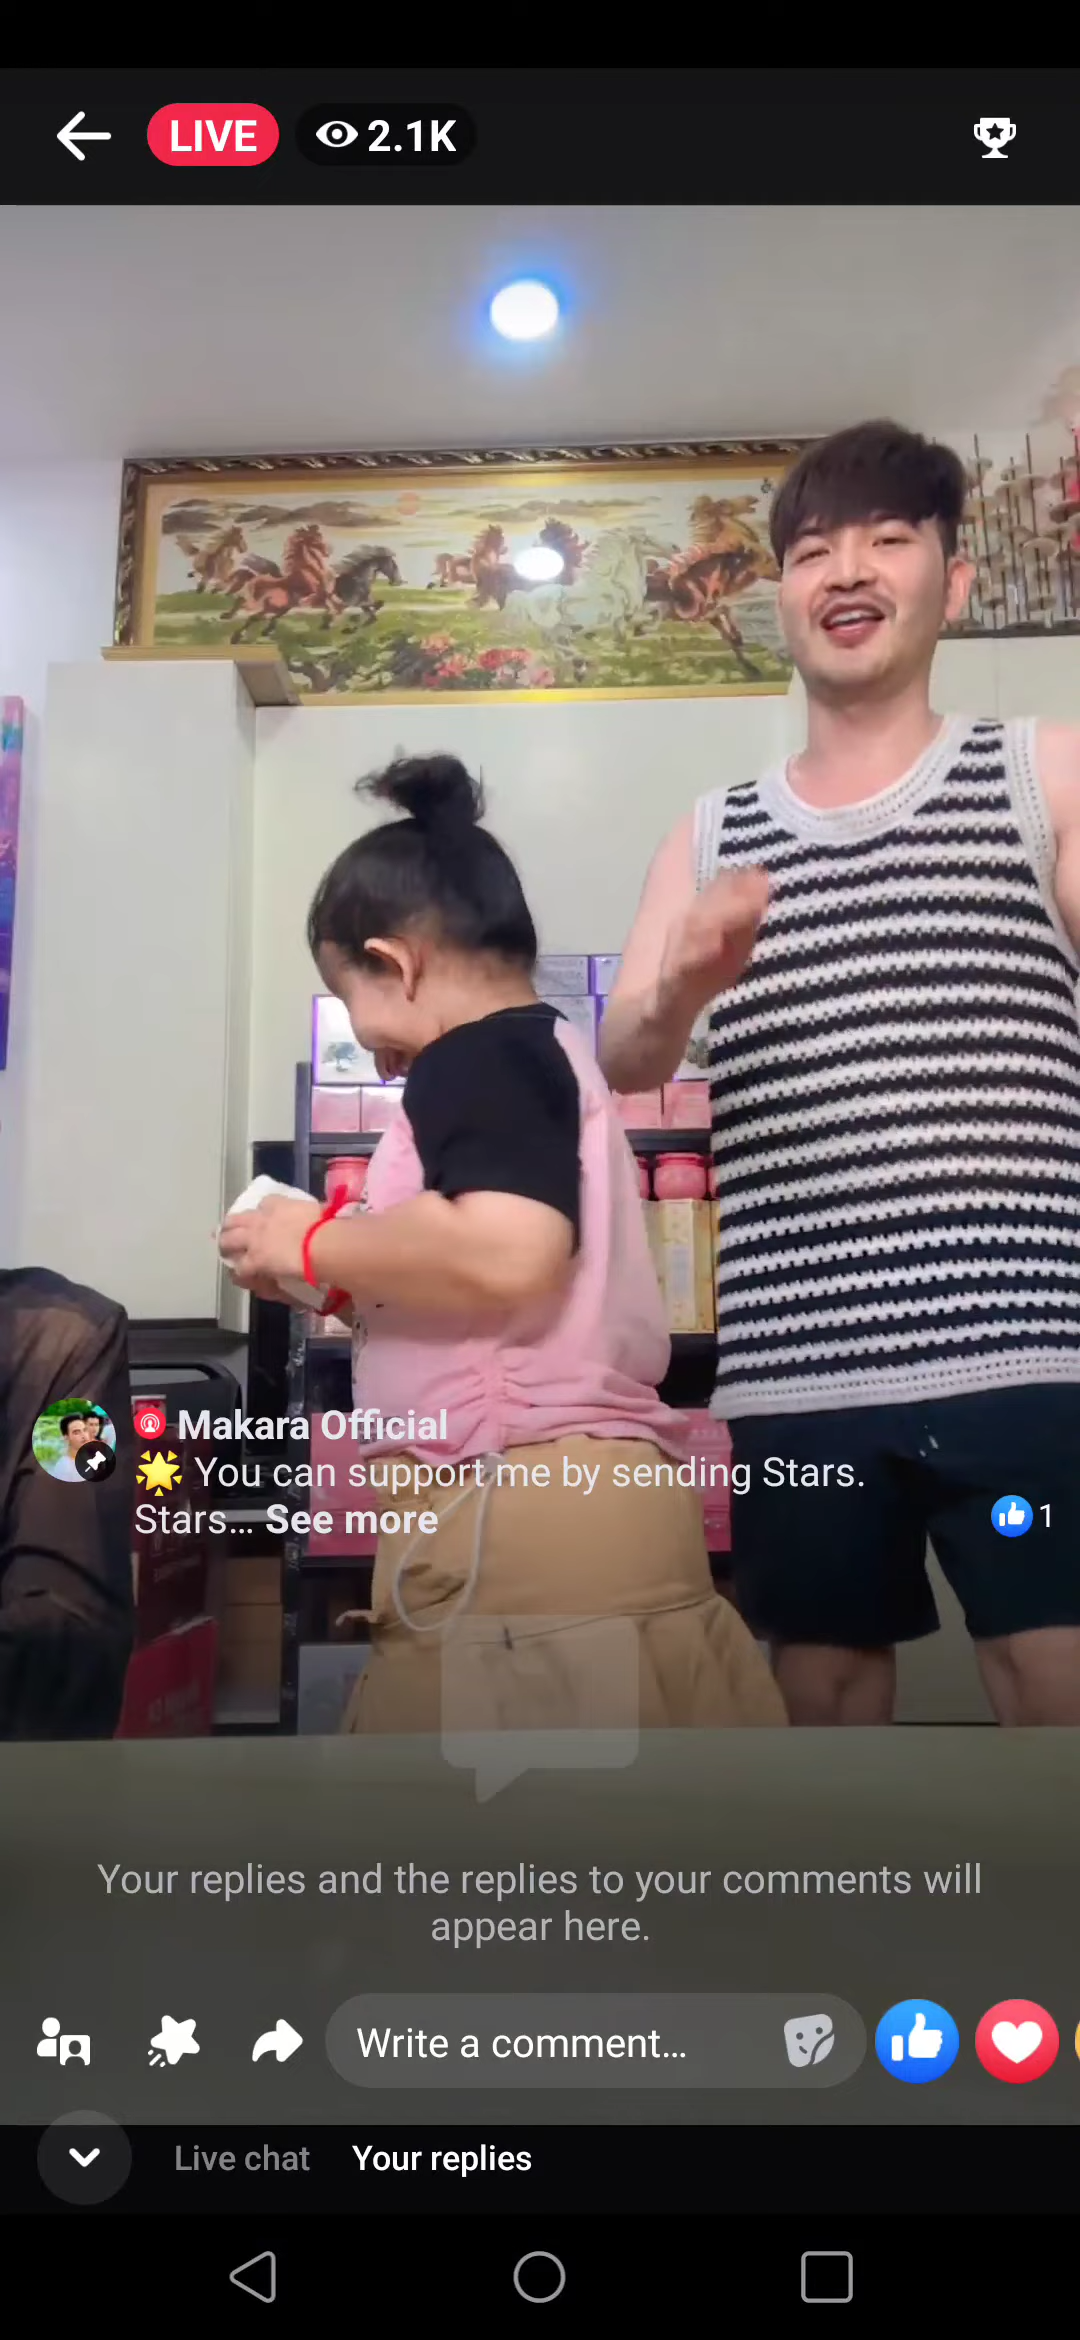 LIVE 2.1K
Makara Official
🌟 You can support me by sending Stars.
Stars... See more
1
Your replies and the replies to your comments will
appear here.
Write a comment...
Live chat Your replies